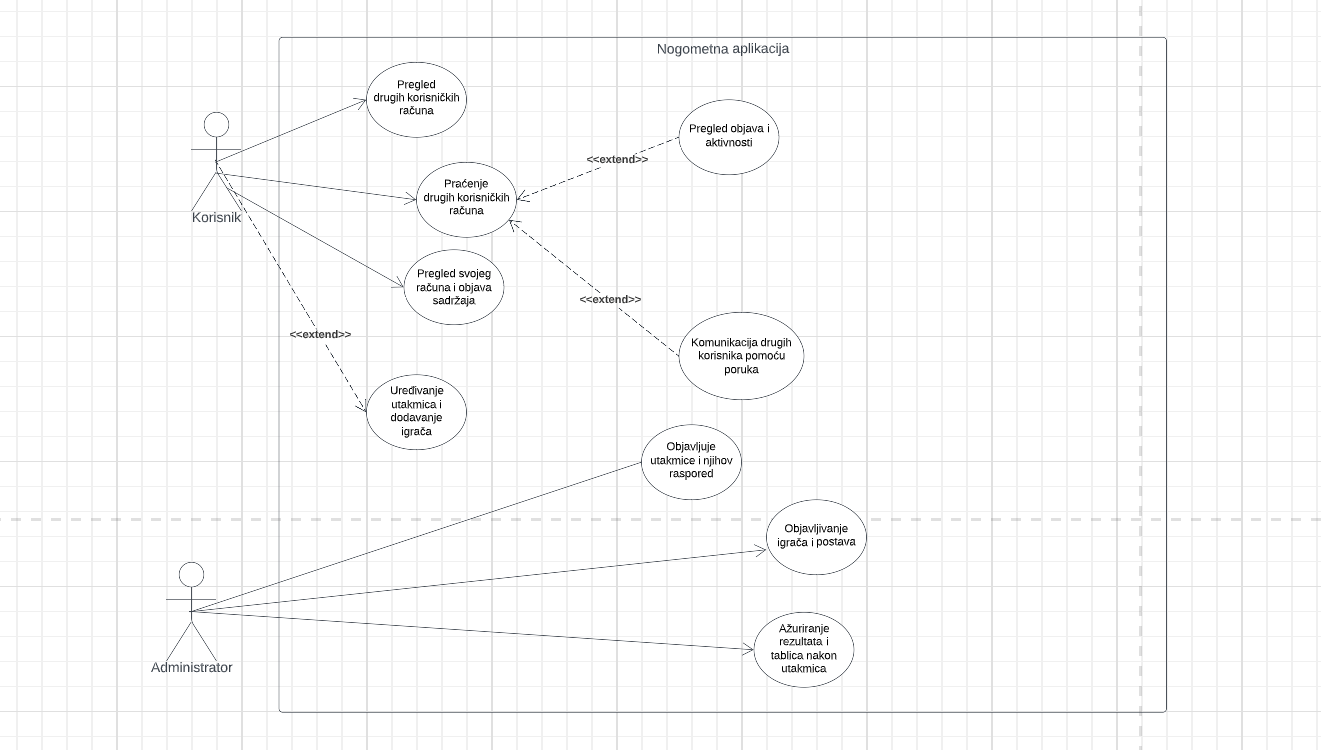 Nogometna aplikacija
Pregled
drugih korisničkih
računa
Pregled objava i
aktivnosti
<<extend>>
Praćenje
drugih korisničkih
računa
Korisnik
Pregled svojeg
računa i objava
sadržaja
<<extend>>
<<extend>>
Komunikacija drugih
korisnika pomoću
poruka
Uređivanje
utakmica i
dodavanje
igrača
Objavljuje
utakmice i njihov
raspored
Objavljivanje
igrača i postava
Administrator
Ažuriranje
rezultata i
tablica nakon
utakmica